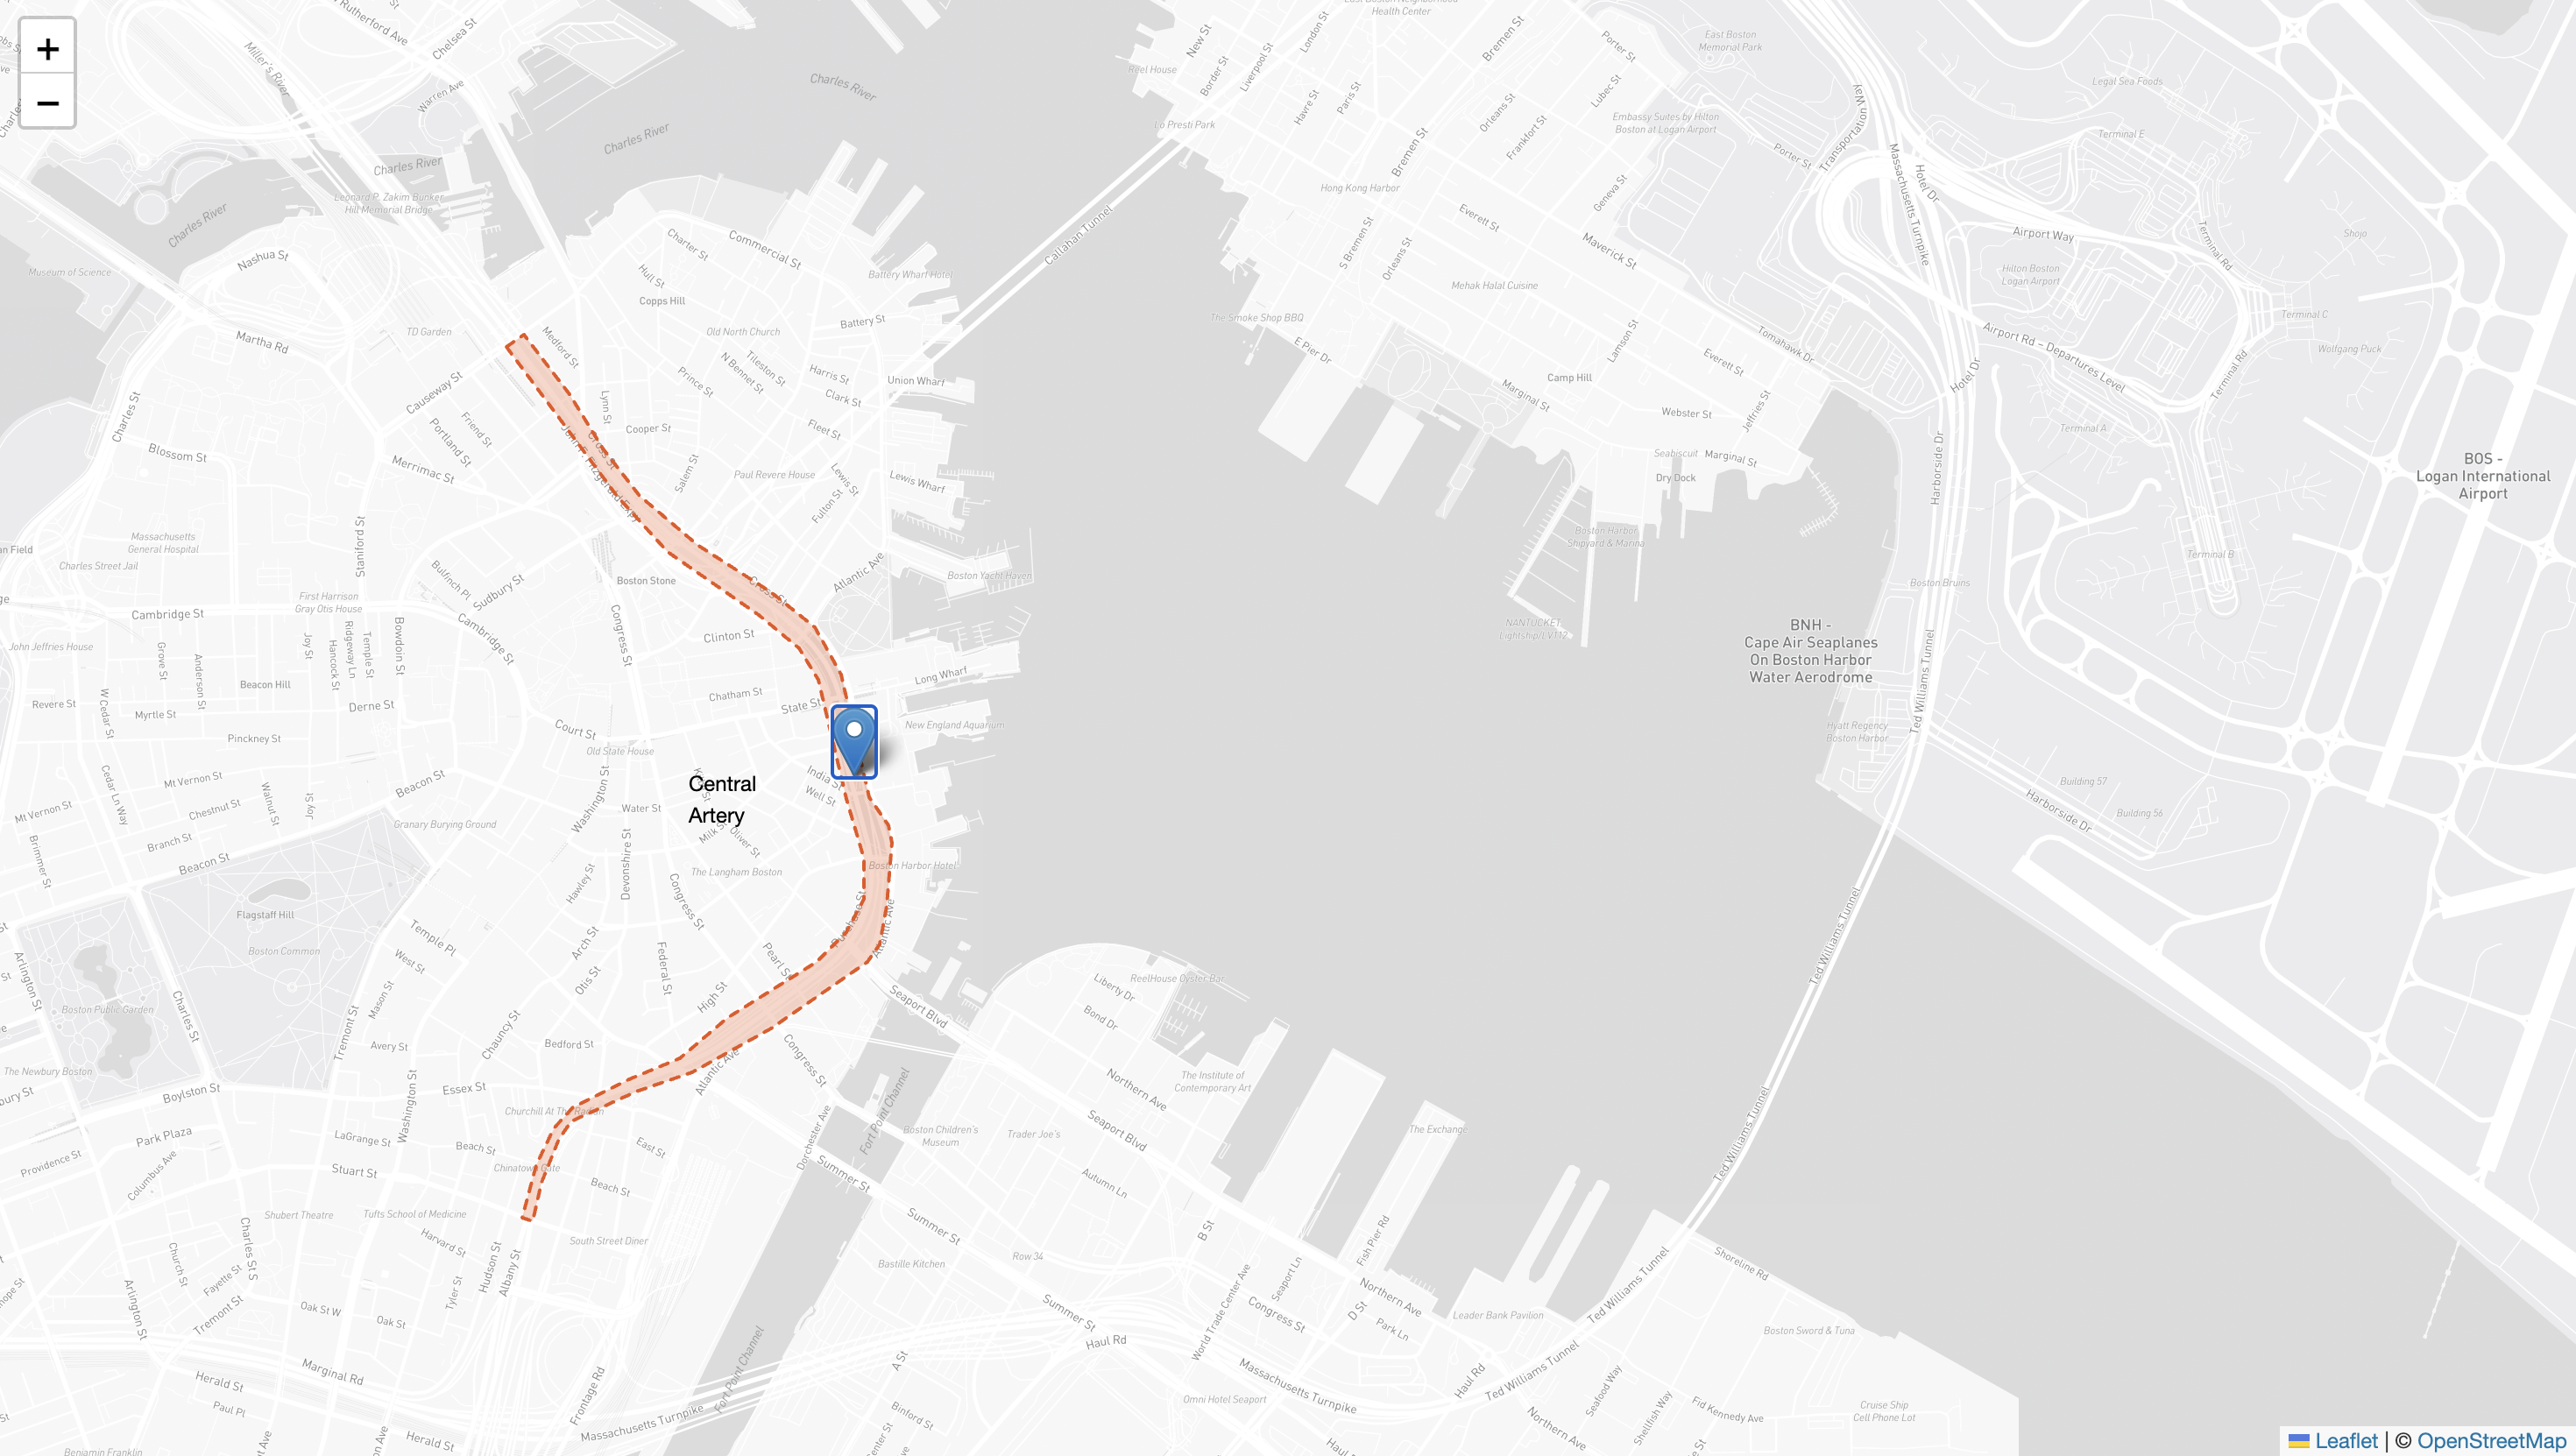 +
−
Rutherford Ave
Chelsea St
Miller's River
Warren Ave
Charles River
Charles River
Charles River
Charles River
Leonard P. Zakim Bunker
Hill Memorial Bridge
Museum of Science
Nashua St
Martha Rd
TD Garden
Medford St
Causeway St
Charles St
Blossom St
Portland St
Friend St
Merrimac St
Lynn St
Cooper St
Charter St
Commercial St
Hull St
Copps Hill
Old North Church
Battery Wharf Hotel
Battery St
Tileston St
N Bennet St
Prince St
Harris St
Clark St
Union Wharf
Fleet St
Salem St
Paul Revere House
Lewis St
Fulton St
Lewis Wharf
Cross St
John F Fitzgerald Expy
Callahan Tunnel
East Boston Neighborhood
Health Center
New St
London St
Border St
Liverpool St
Reel House
Lo Presti Park
Havre St
Paris St
Bremen St
Porter St
East Boston
Memorial Park
Lubec St
Orleans St
Frankfort St
Embassy Suites by Hilton
Boston at Logan Airport
Bremen St
Hong Kong Harbor
Everett St
Geneva St
Porter St
Transportation Way
Massachusetts Turnpike
Hotel Dr
Legal Sea Foods
Terminal E
Airport Way
Terminal Rd
Shojo
Hilton Boston
Logan Airport
Terminal C
Wolfgang Puck
Airport Rd – Departures Level
Terminal Rd
Terminal A
Terminal B
S Bremen St
Orleans St
Maverick St
Mehak Halal Cuisine
The Smoke Shop BBQ
E Pier Dr
Lamson St
Everett St
Tomahawk Dr
Camp Hill
Marginal St
Webster St
Jeffries St
Seabiscuit
Marginal St
Dry Dock
Boston Harbor
Shipyard & Marina
NANTUCKET
Lightship/LV112
Hotel Dr
Harborside Dr
Boston Bruins
BOS -
Logan International
Airport
BNH -
Cape Air Seaplanes
On Boston Harbor
Water Aerodrome
Ted Williams Tunnel
Hyatt Regency
Boston Harbor
Building 57
Harborside Dr
Building 56
Ted Williams Tunnel
Ted Williams Tunnel
Massachusetts
General Hospital
Charles Street Jail
Staniford St
First Harrison
Gray Otis House
Bulfinch Pl
Sudbury St
Boston Stone
Cross St
Atlantic Ave
Boston Yacht Haven
Cambridge St
Cambridge St
Congress St
Clinton St
John Jeffries House
Grove St
Anderson St
Joy St
Hancock St
Ridgeway Ln
Temple St
Bowdoin St
Beacon Hill
Revere St
W Cedar St
Myrtle St
Derne St
Pinckney St
Chatham St
State St
Long Wharf
New England Aquarium
Court St
Old State House
Mt Vernon St
Beacon St
Central
Artery
India St
Well St
Mt Vernon St
Cedar Ln Way
Chestnut St
Walnut St
Joy St
Branch St
Brimmer St
Beacon St
Granary Burying Ground
Washington St
Water St
Milk St
Oliver St
Devonshire St
The Langham Boston
Boston Harbor Hotel
Hawley St
Congress St
Purchase St
Atlantic Ave
Flagstaff Hill
Boston Common
Boston Public Garden
Arlington St
Charles St
Temple Pl
West St
Mason St
Tremont St
Avery St
Arch St
Otis St
Federal St
Pearl St
High St
Chauncy St
Bedford St
Essex St
Seaport Blvd
Congress St
Atlantic Ave
The Newbury Boston
Boylston St
Washington St
Churchill At The Radian
Park Plaza
LaGrange St
Beach St
Stuart St
Chinatown Gate
East St
Beach St
Providence St
Columbus Ave
Dorchester Ave
Fort Point Channel
Summer St
Boston Children's
Museum
Trader Joe's
ReelHouse Oyster Bar
Liberty Dr
Bond Dr
Northern Ave
Seaport Blvd
The Institute of
Contemporary Art
The Exchange
Autumn Ln
Shubert Theatre
Tufts School of Medicine
Harvard St
Charles St S
Church St
Fayette St
Tremont St
Arlington St
Oak St W
Oak St
Tyler St
Hudson St
Albany St
South Street Diner
Summer St
Bastille Kitchen
Row 34
B St
Seaport Ln
Fish Pier Rd
Summer St
Haul Rd
World Trade Center Ave
Congress St
Northern Ave
D St
Park Ln
Leader Bank Pavilion
Ted Williams Tunnel
Ted Williams Tunnel
Shoreline Rd
Boston Sword & Tuna
Marginal Rd
Herald St
Paul Pl
Herald St
Frontage Rd
Fort Point Channel
Massachusetts Turnpike
A St
Binford St
Massachusetts Turnpike
Omni Hotel Seaport
Haul Rd
Ted Williams Tunnel
Northern Ave
Seafood Way
Shellfish Way
Fid Kennedy Ave
Cruise Ship
Cell Phone Lot
Benjamin Franklin
Leaflet | © OpenStreetMap